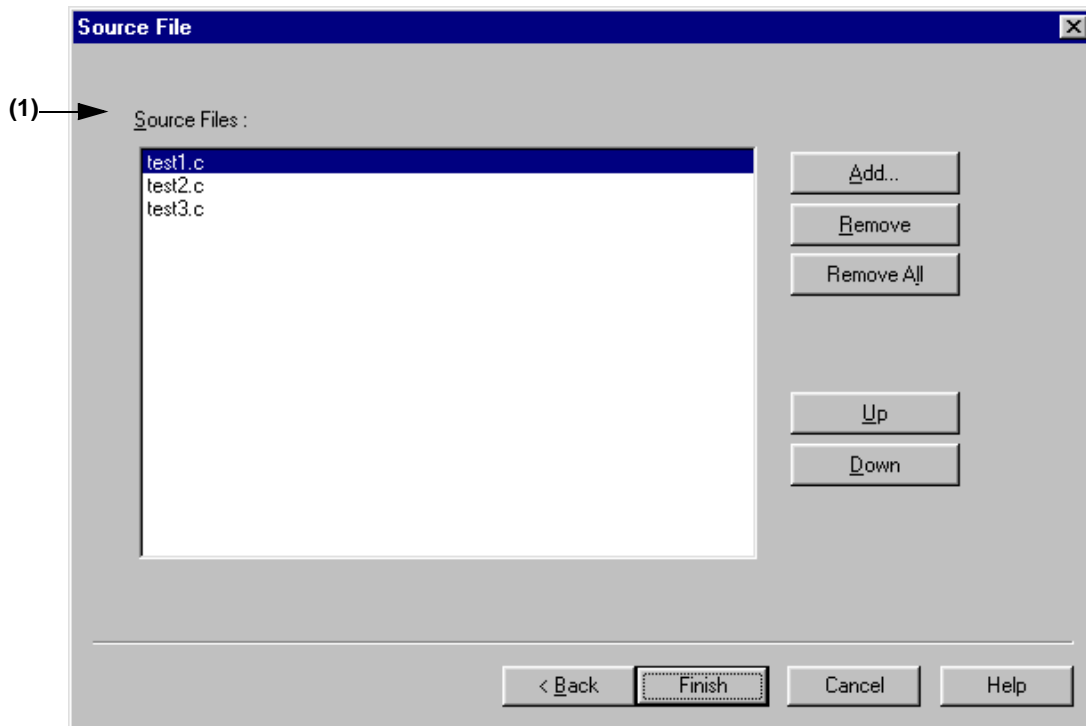 Source File
(1)
Source Files :
test1.c
test2.c
test3.c
Add...
Remove
Remove All
Up
Down
< Back
Finish
Cancel
Help